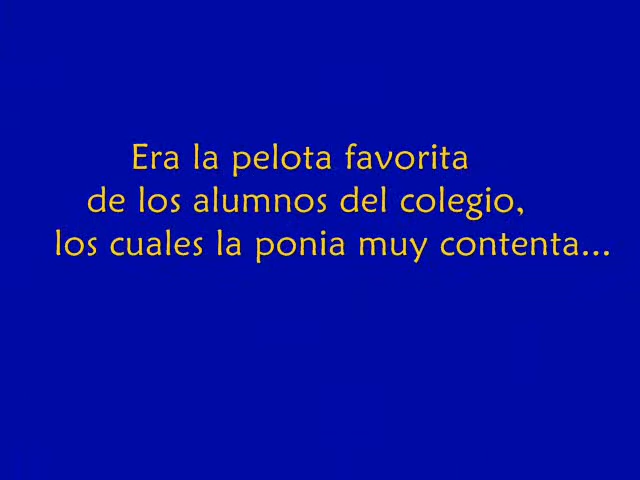 Era la pelota favorita
de los alumnos del colegio,
los cuales la ponia muy contenta...